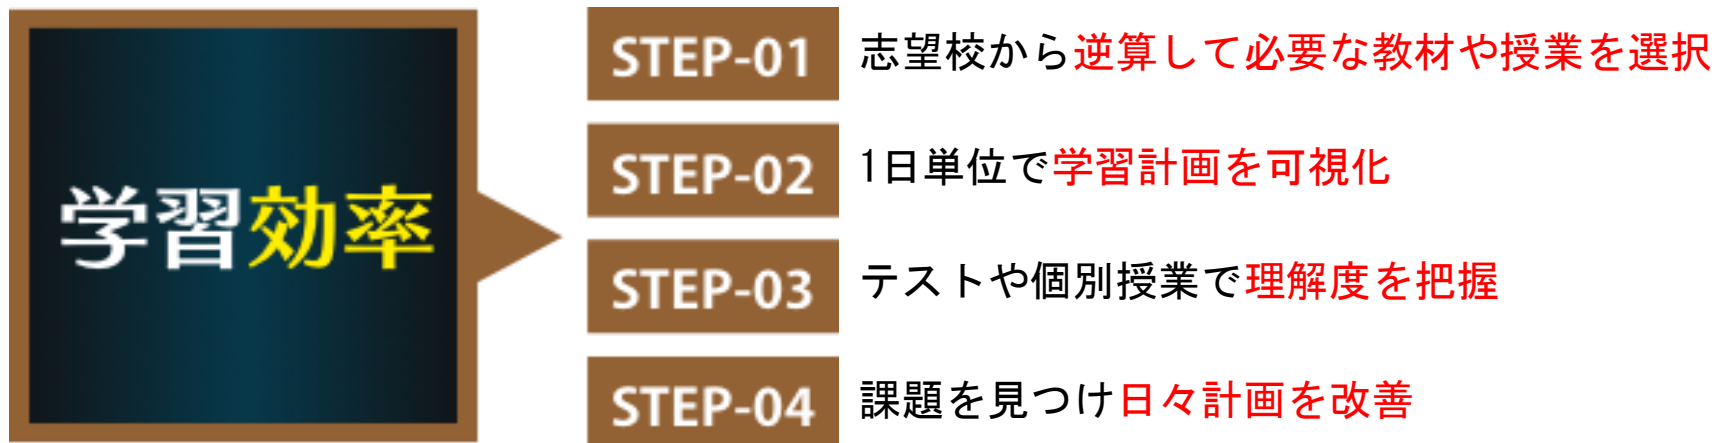 学習効率
STEP-01 志望校から逆算して必要な教材や授業を選択
STEP-02 1日単位で学習計画を可視化
STEP-03 テストや個別授業で理解度を把握
STEP-04 課題を見つけ日々計画を改善